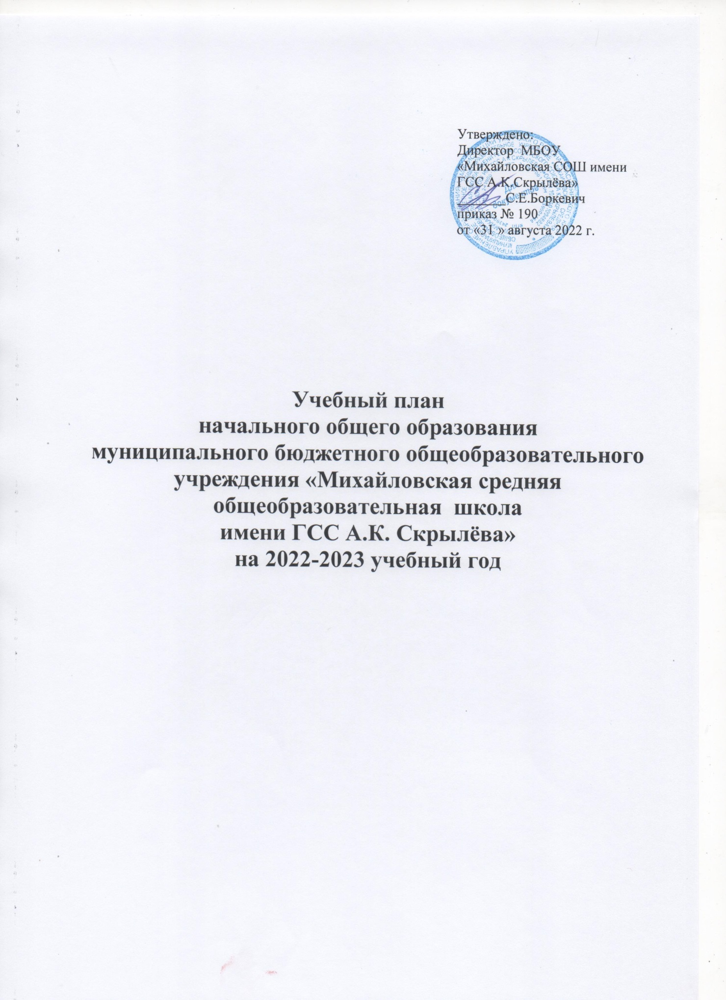 Утверждено:
Директор МБОУ
«Михайловская СОШ имени
ГСС А.К.Скрылёва»
_______ С.Е.Боркевич
приказ № 190
от «31 » августа 2022 г.
Для
документов
Учебный план
начального общего образования
муниципального бюджетного общеобразовательного
учреждения «Михайловская средняя
общеобразовательная школа
имени ГСС А.К. Скрылёва»
на 2022-2023 учебный год